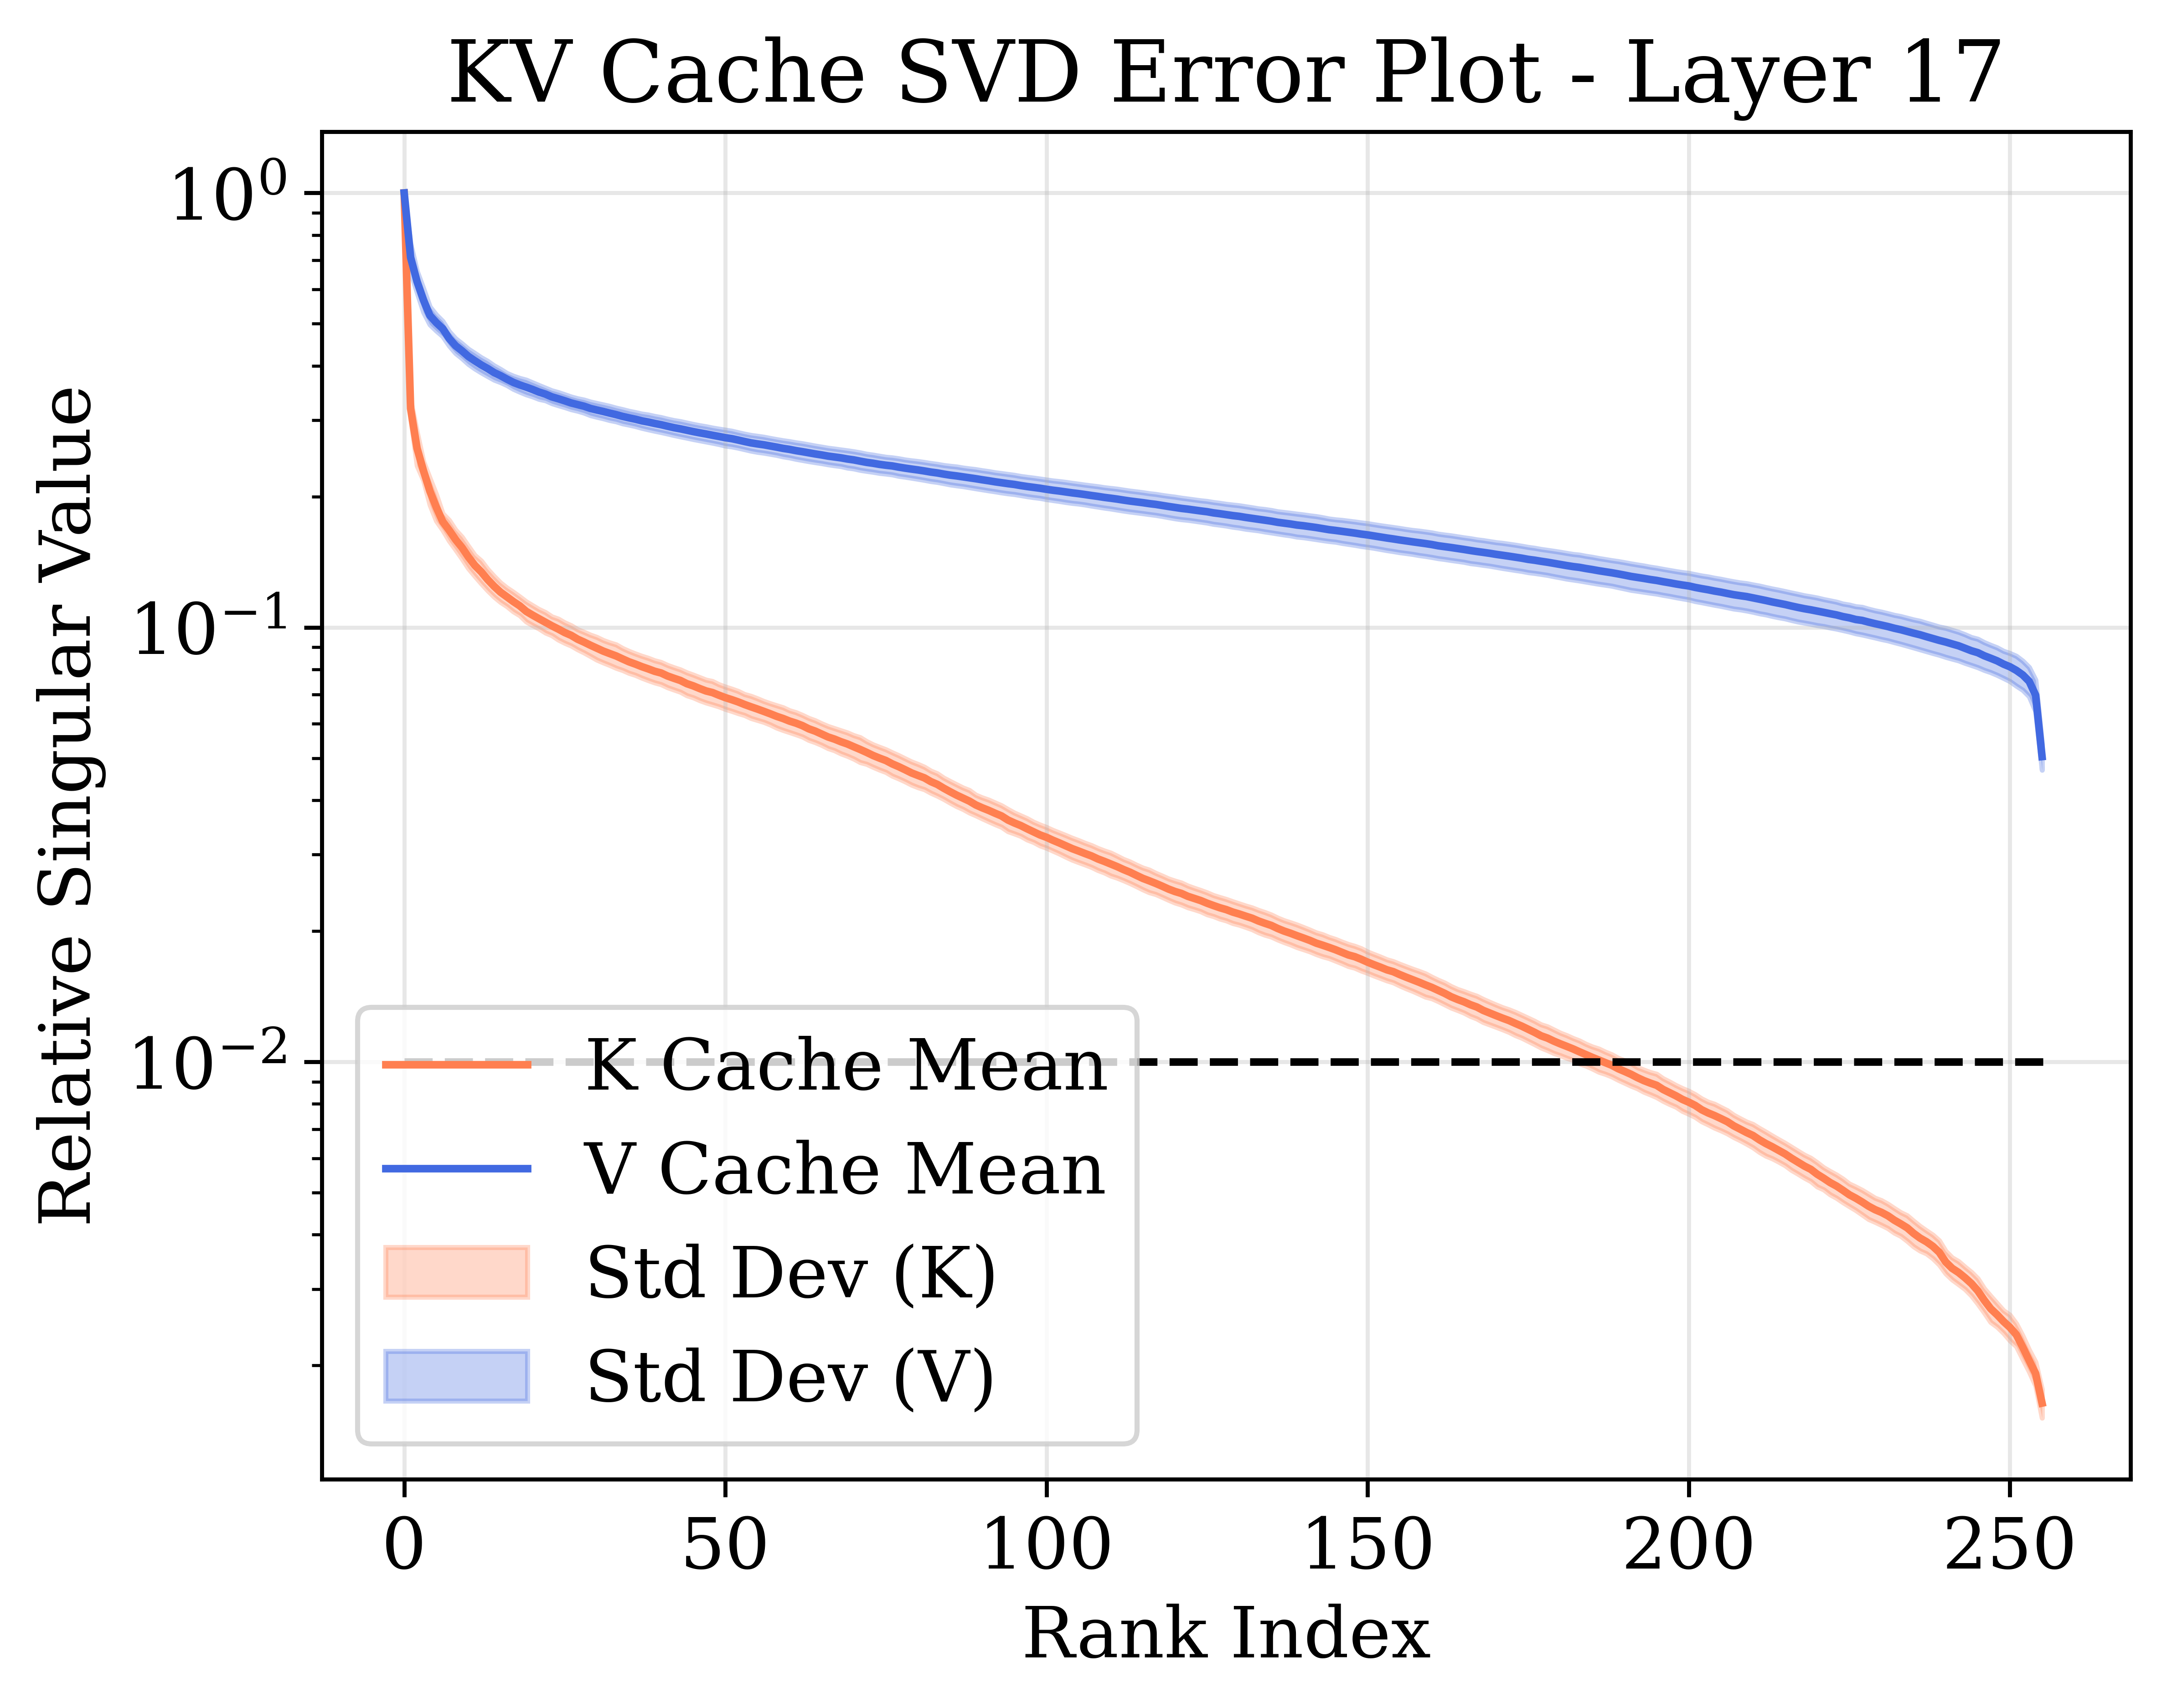 KV Cache SVD Error Plot - Layer 17
Relative Singular Value
10⁰
10⁻¹
10⁻²
K Cache Mean
V Cache Mean
Std Dev (K)
Std Dev (V)
0 50 100 150 200 250
Rank Index